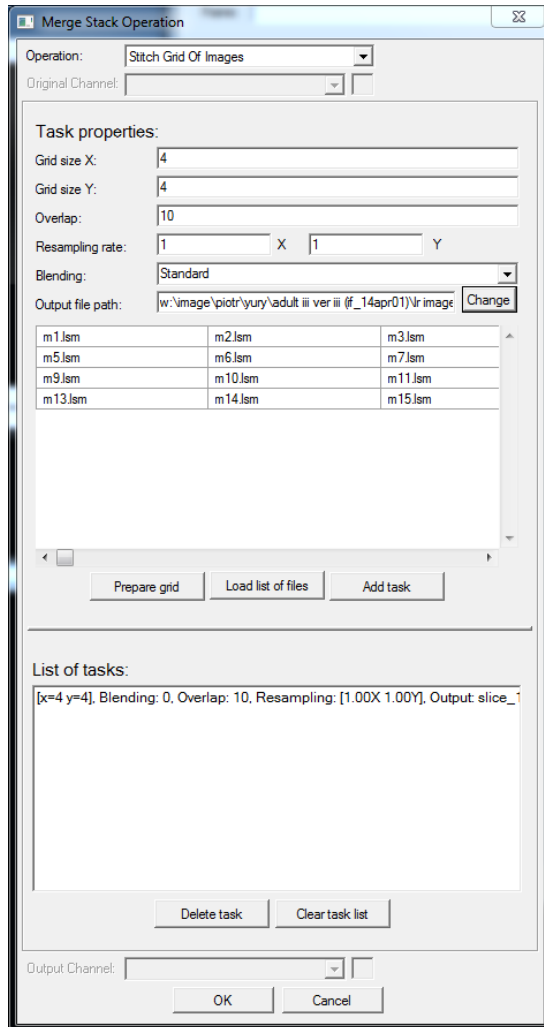 Merge Stack Operation
Operation: Stitch Grid Of Images
Original Channel:
Task properties:
Grid size X: 4
Grid size Y: 4
Overlap: 10
Resampling rate: 1 X 1 Y
Blending: Standard
Output file path: w:\image\piotr\yury\adult iii ver iii (if_14apr01)\lr image Change
m1.lsm m2.lsm m3.lsm
m5.lsm m6.lsm m7.lsm
m9.lsm m10.lsm m11.lsm
m13.lsm m14.lsm m15.lsm
Prepare grid Load list of files Add task
List of tasks:
[x=4 y=4], Blending: 0, Overlap: 10, Resampling: [1.00X 1.00Y], Output: slice_1
Delete task Clear task list
Output Channel:
OK Cancel